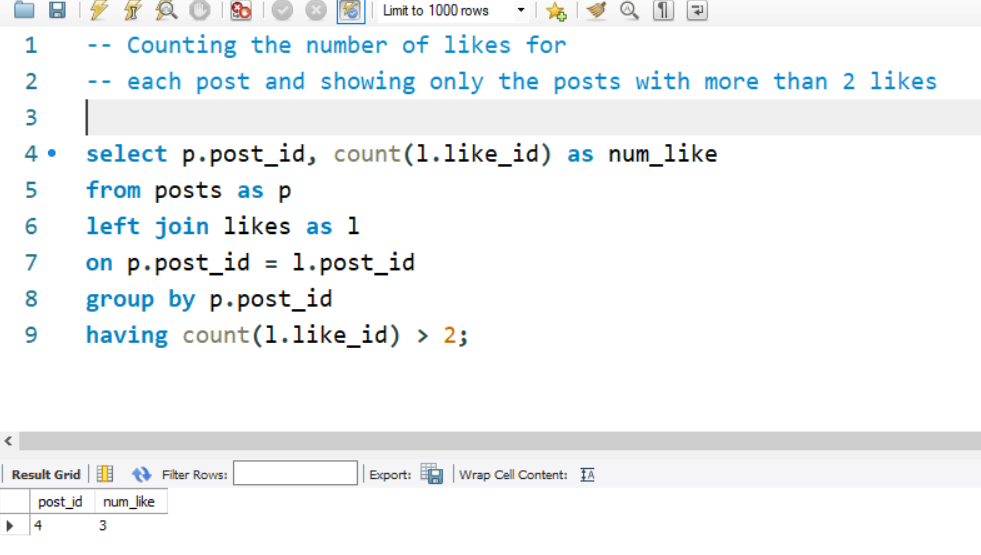 Limit to 1000 rows
1 -- Counting the number of likes for
2 -- each post and showing only the posts with more than 2 likes
3
4 select p.post_id, count(l.like_id) as num_like
5 from posts as p
6 left join likes as l
7 on p.post_id = l.post_id
8 group by p.post_id
9 having count(l.like_id) > 2;
Result Grid Filter Rows: Export: Wrap Cell Content: IA
post_id num_like
4 3